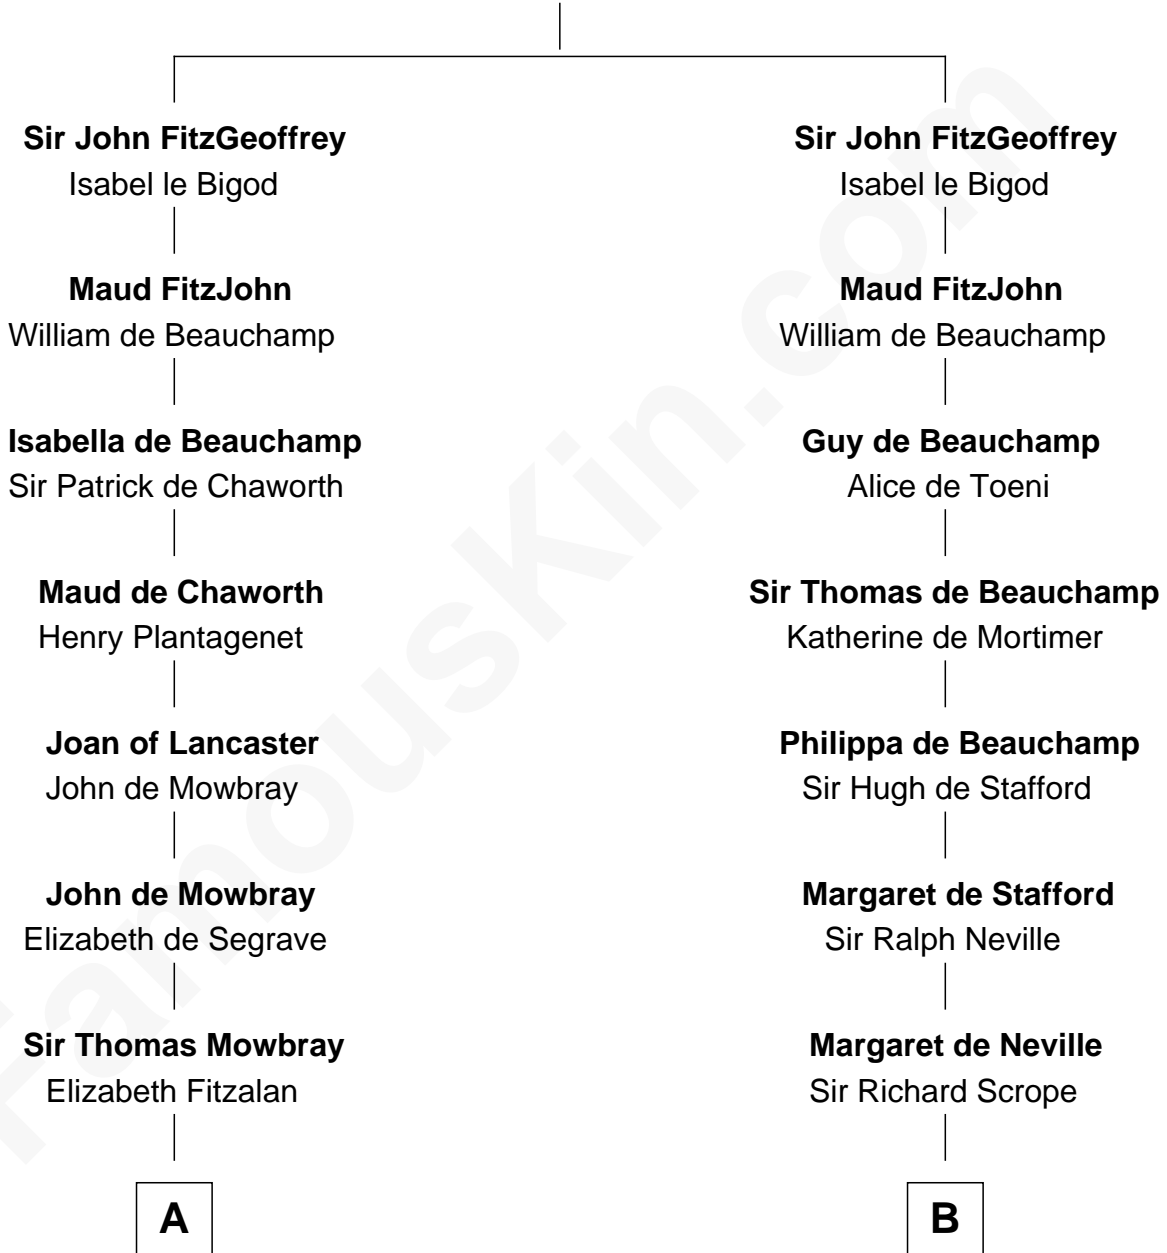 Sir John FitzGeoffrey
Isabel le Bigod
Maud FitzJohn
William de Beauchamp
Isabella de Beauchamp
Sir Patrick de Chaworth
Maud de Chaworth
Henry Plantagenet
Joan of Lancaster
John de Mowbray
John de Mowbray
Elizabeth de Segrave
Sir Thomas Mowbray
Elizabeth Fitzalan
A
Sir John FitzGeoffrey
Isabel le Bigod
Maud FitzJohn
William de Beauchamp
Guy de Beauchamp
Alice de Toeni
Sir Thomas de Beauchamp
Katherine de Mortimer
Philippa de Beauchamp
Sir Hugh de Stafford
Margaret de Stafford
Sir Ralph Neville
Margaret de Neville
Sir Richard Scrope
B
FamousKin.com